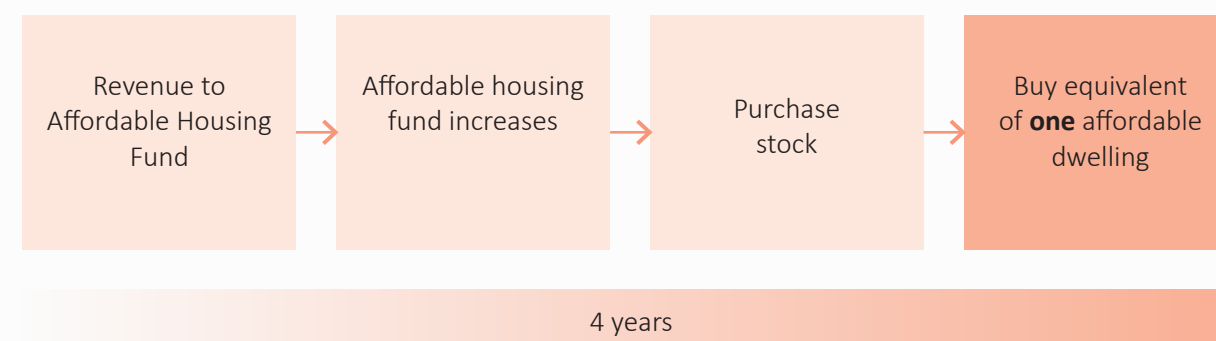 Revenue to
Affordable Housing
Fund
Affordable housing
fund increases
Purchase
stock
Buy equivalent
of one affordable
dwelling
4 years